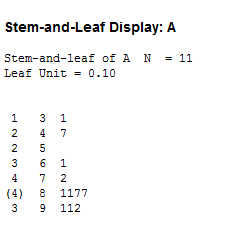 Stem-and-Leaf Display: A
Stem-and-leaf of A N = 11
Leaf Unit = 0.10
1 3 1
2 4 7
2 5
3 6 1
4 7 2
(4) 8 1177
3 9 112